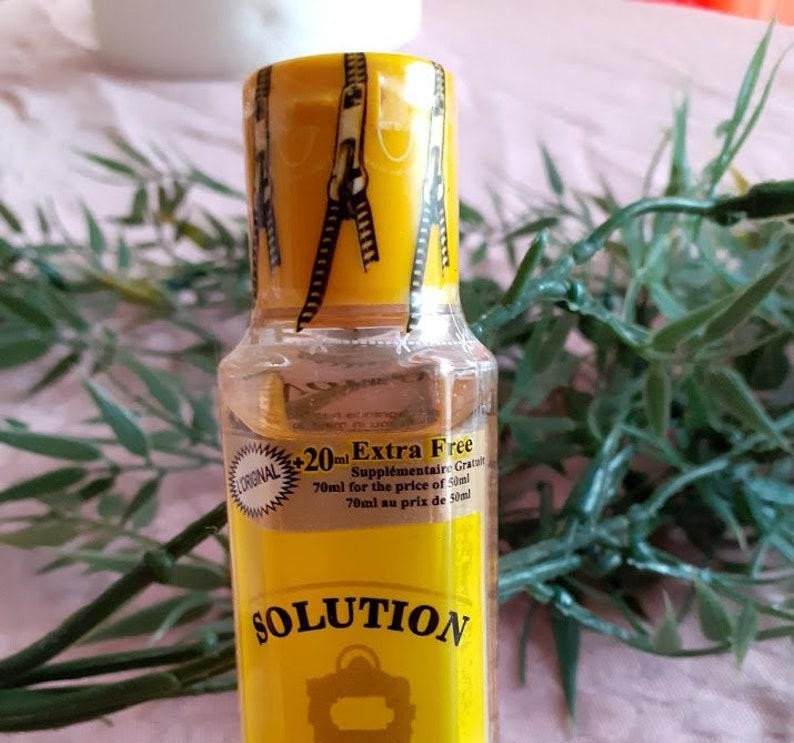 L'ORIGINAL
+20ml Extra Free
Supplémentaire Gratuit
70ml for the price of 50ml
70ml au prix de 50ml
SOLUTION